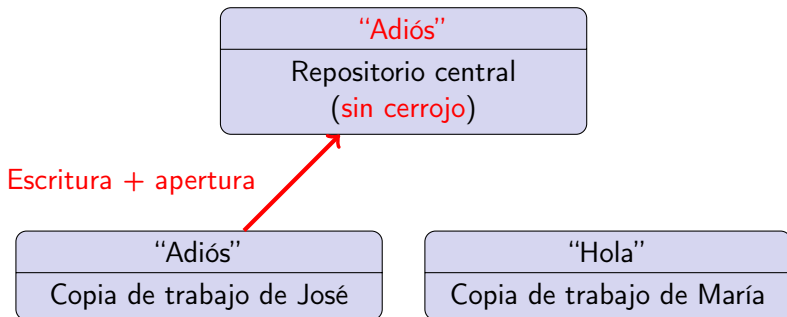 “Adiós”
Repositorio central
(sin cerrojo)
Escritura + apertura
“Adiós”
Copia de trabajo de José
“Hola”
Copia de trabajo de María